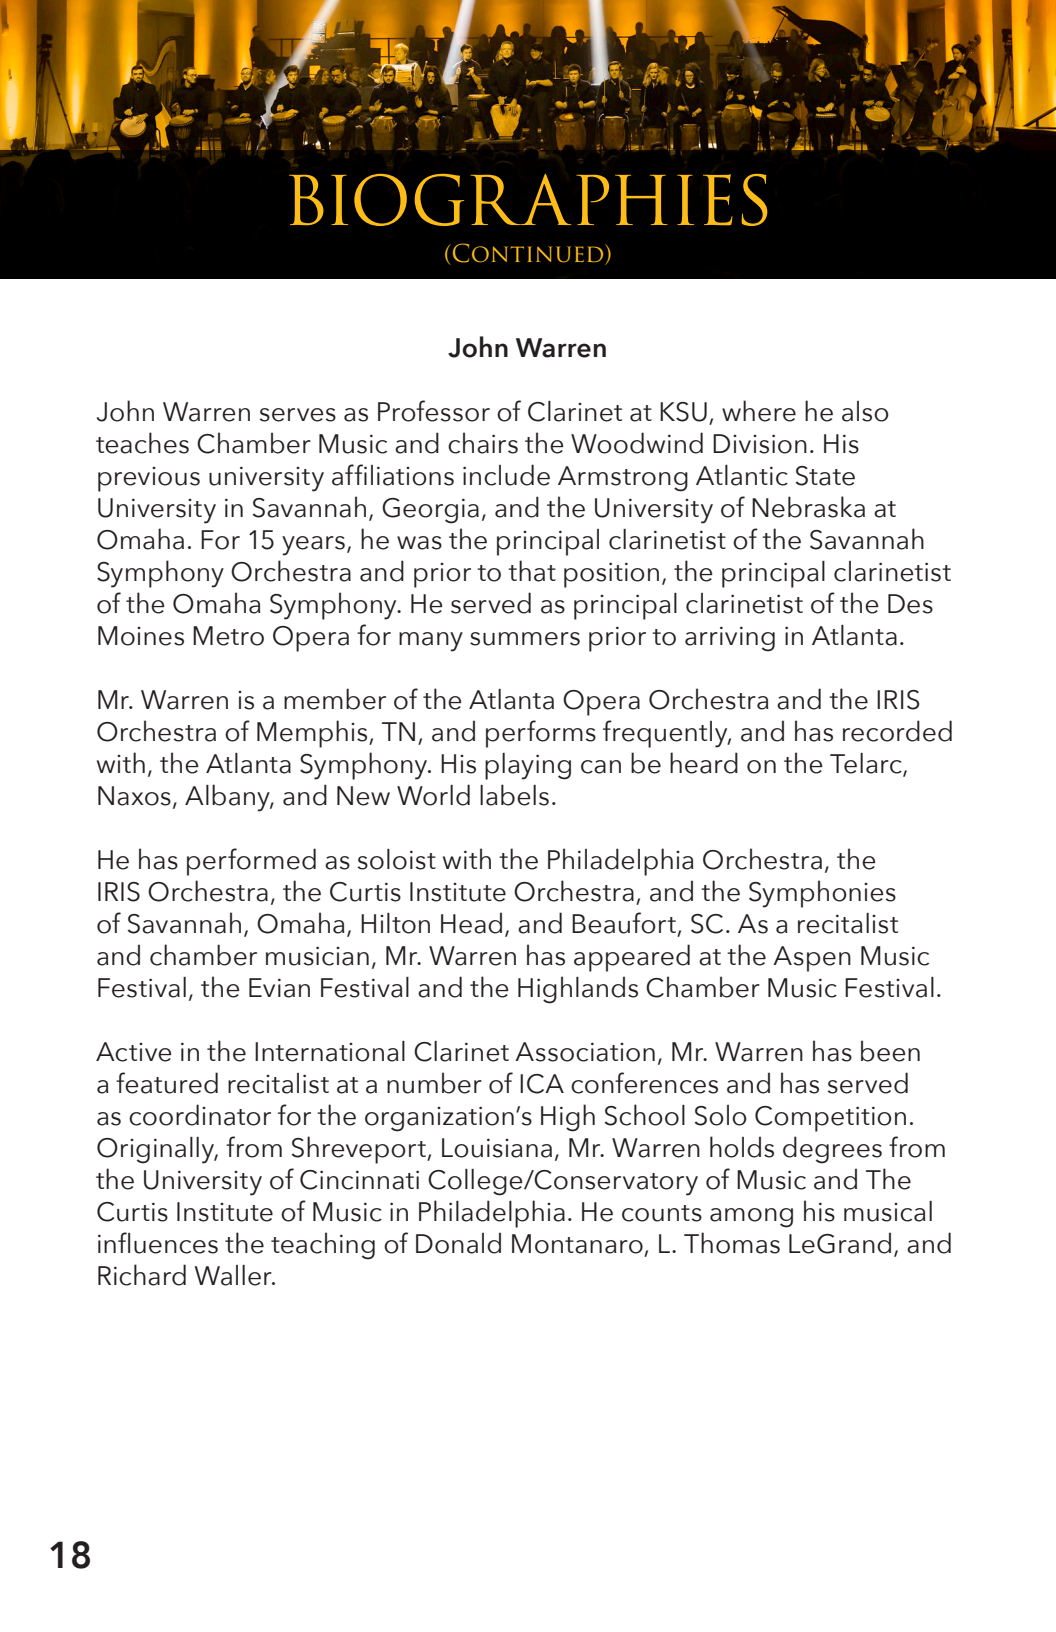 BIOGRAPHIES
(Continued)
John Warren
John Warren serves as Professor of Clarinet at KSU, where he also
teaches Chamber Music and chairs the Woodwind Division. His
previous university affiliations include Armstrong Atlantic State
University in Savannah, Georgia, and the University of Nebraska at
Omaha. For 15 years, he was the principal clarinetist of the Savannah
Symphony Orchestra and prior to that position, the principal clarinetist
of the Omaha Symphony. He served as principal clarinetist of the Des
Moines Metro Opera for many summers prior to arriving in Atlanta.
Mr. Warren is a member of the Atlanta Opera Orchestra and the IRIS
Orchestra of Memphis, TN, and performs frequently, and has recorded
with, the Atlanta Symphony. His playing can be heard on the Telarc,
Naxos, Albany, and New World labels.
He has performed as soloist with the Philadelphia Orchestra, the
IRIS Orchestra, the Curtis Institute Orchestra, and the Symphonies
of Savannah, Omaha, Hilton Head, and Beaufort, SC. As a recitalist
and chamber musician, Mr. Warren has appeared at the Aspen Music
Festival, the Evian Festival and the Highlands Chamber Music Festival.
Active in the International Clarinet Association, Mr. Warren has been
a featured recitalist at a number of ICA conferences and has served
as coordinator for the organization’s High School Solo Competition.
Originally, from Shreveport, Louisiana, Mr. Warren holds degrees from
the University of Cincinnati College/Conservatory of Music and The
Curtis Institute of Music in Philadelphia. He counts among his musical
influences the teaching of Donald Montanaro, L. Thomas LeGrand, and
Richard Waller.
18